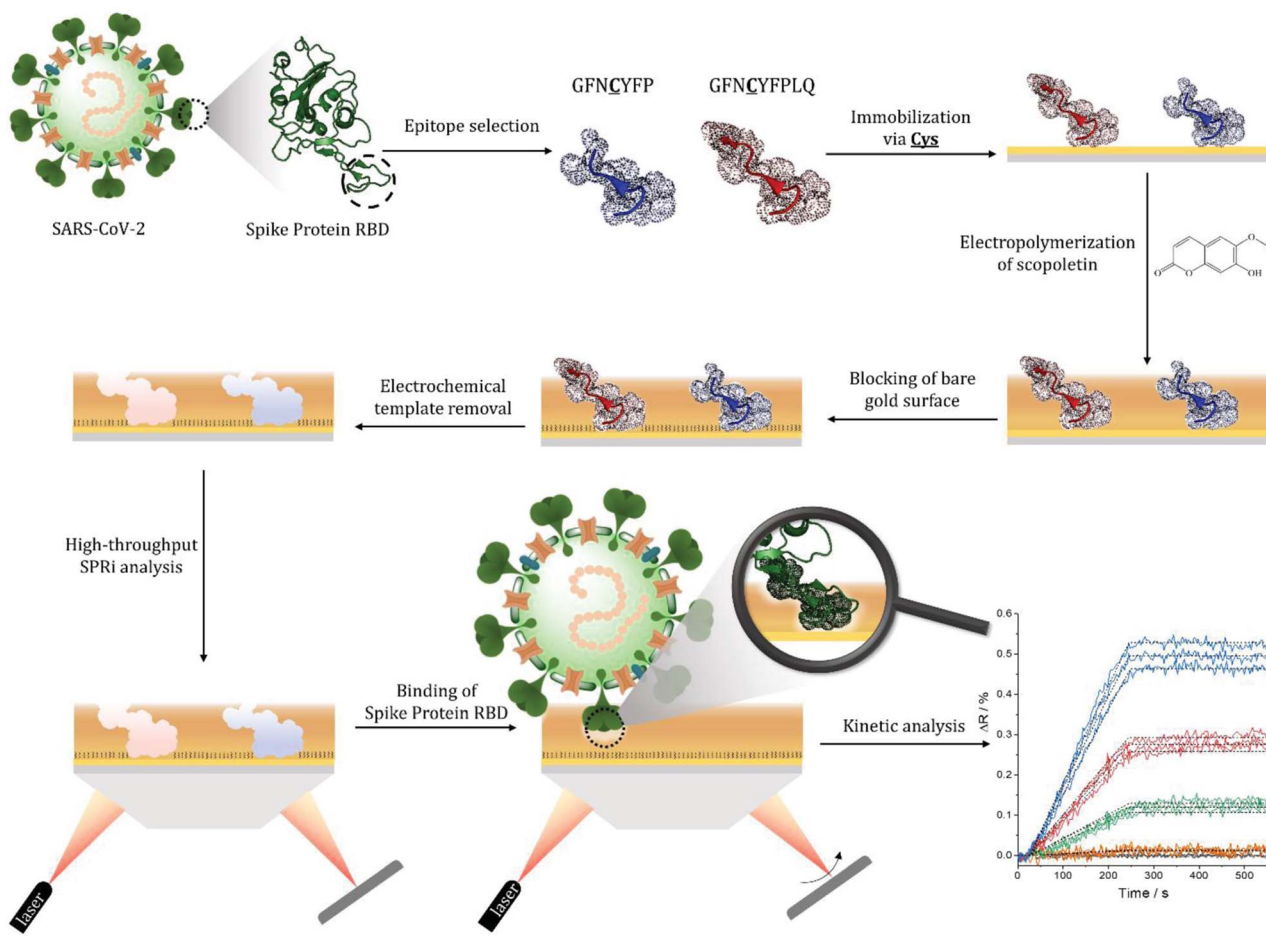 GFNCYFP
GFNCYFPLQ
Epitope selection
Immobilization
via Cys
SARS-CoV-2
Spike Protein RBD
Electropolymerization
of scopoletin
O
O
O
OH
Electrochemical
template removal
Blocking of bare
gold surface
High-throughput
SPRi analysis
Binding of
Spike Protein RBD
Kinetic analysis
laser
laser
ΔR / %
0.6
0.5
0.4
0.3
0.2
0.1
0.0
0 100 200 300 400 500
Time / s